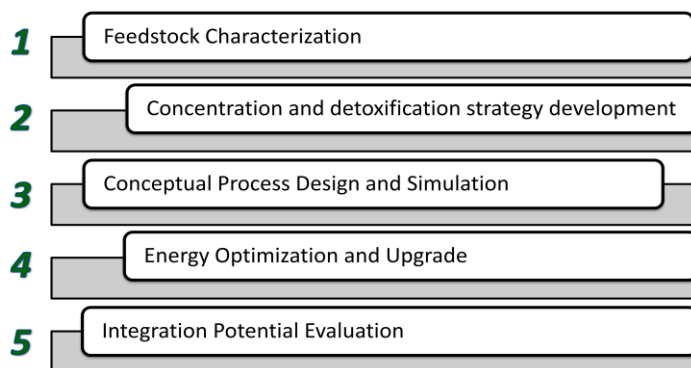 1 Feedstock Characterization
2 Concentration and detoxification strategy development
3 Conceptual Process Design and Simulation
4 Energy Optimization and Upgrade
5 Integration Potential Evaluation